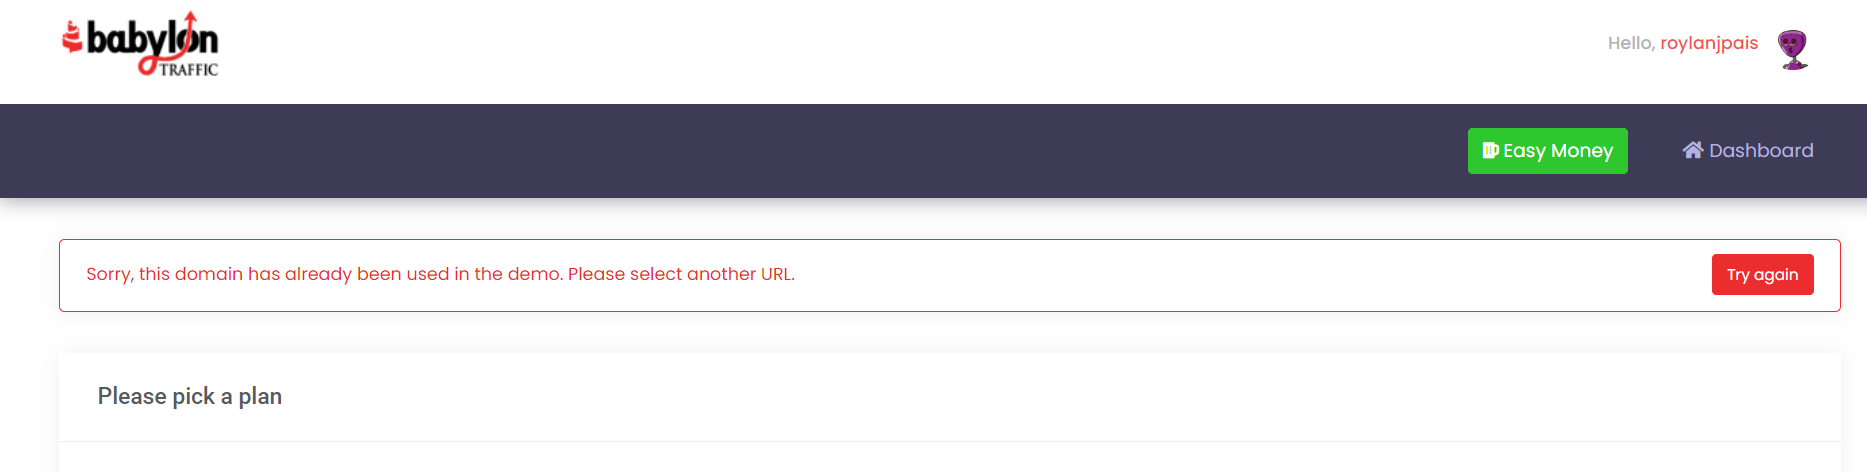 babylon
TRAFFIC
Hello, roylanjpais
Easy Money
Dashboard
Sorry, this domain has already been used in the demo. Please select another URL.
Try again
Please pick a plan